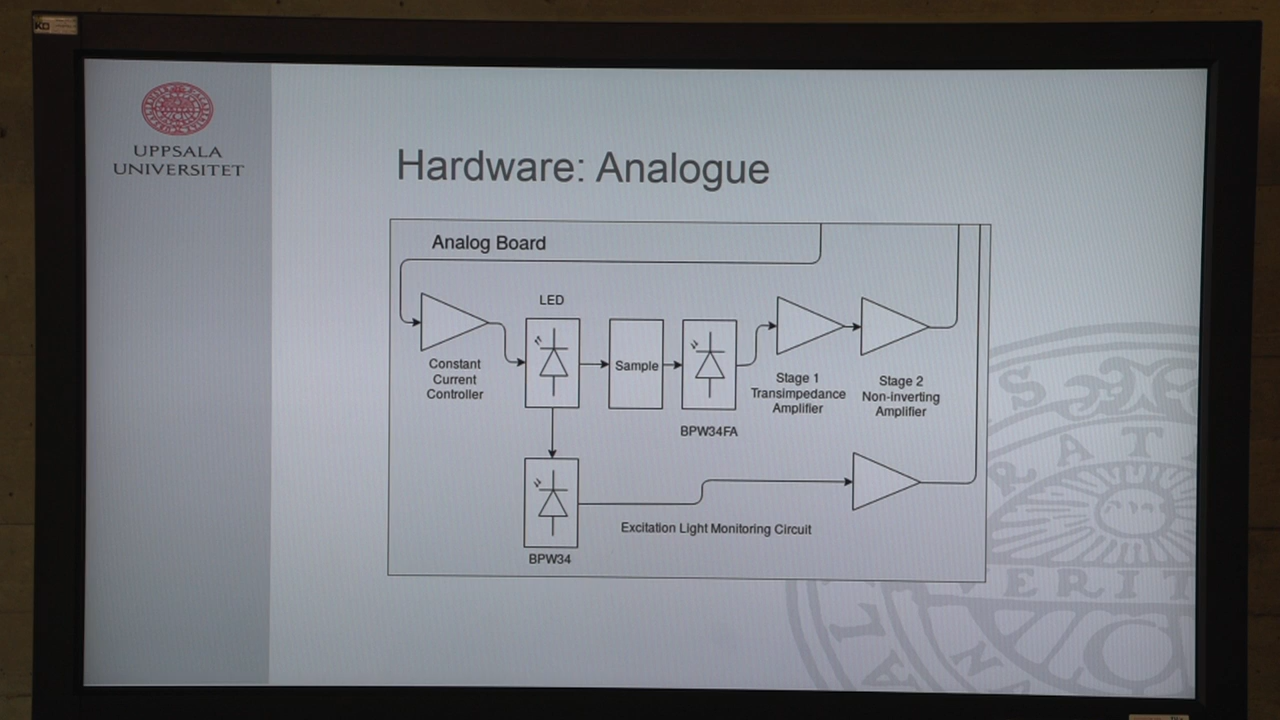 UPPSALA
UNIVERSITET
Hardware: Analogue
Analog Board
LED
Constant
Current
Controller
Sample
BPW34FA
Stage 1
Transimpedance
Amplifier
Stage 2
Non-inverting
Amplifier
BPW34
Excitation Light Monitoring Circuit